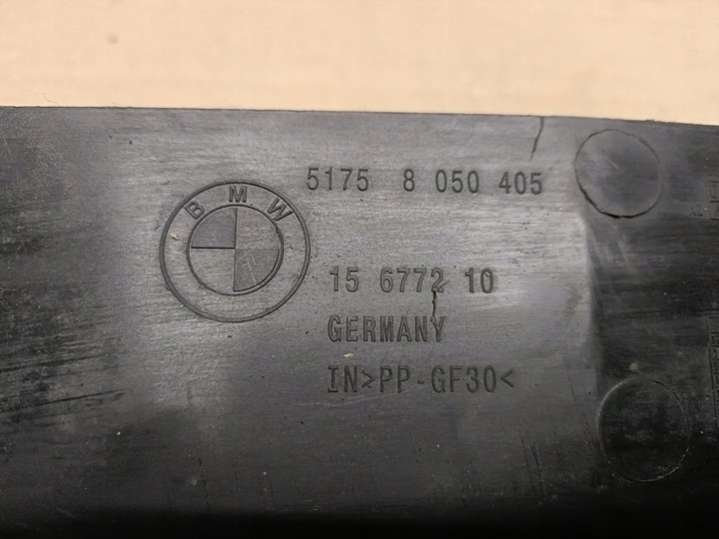 BMW
5175 8 050 405
15 6772 10
GERMANY
IN>PP-GF30<